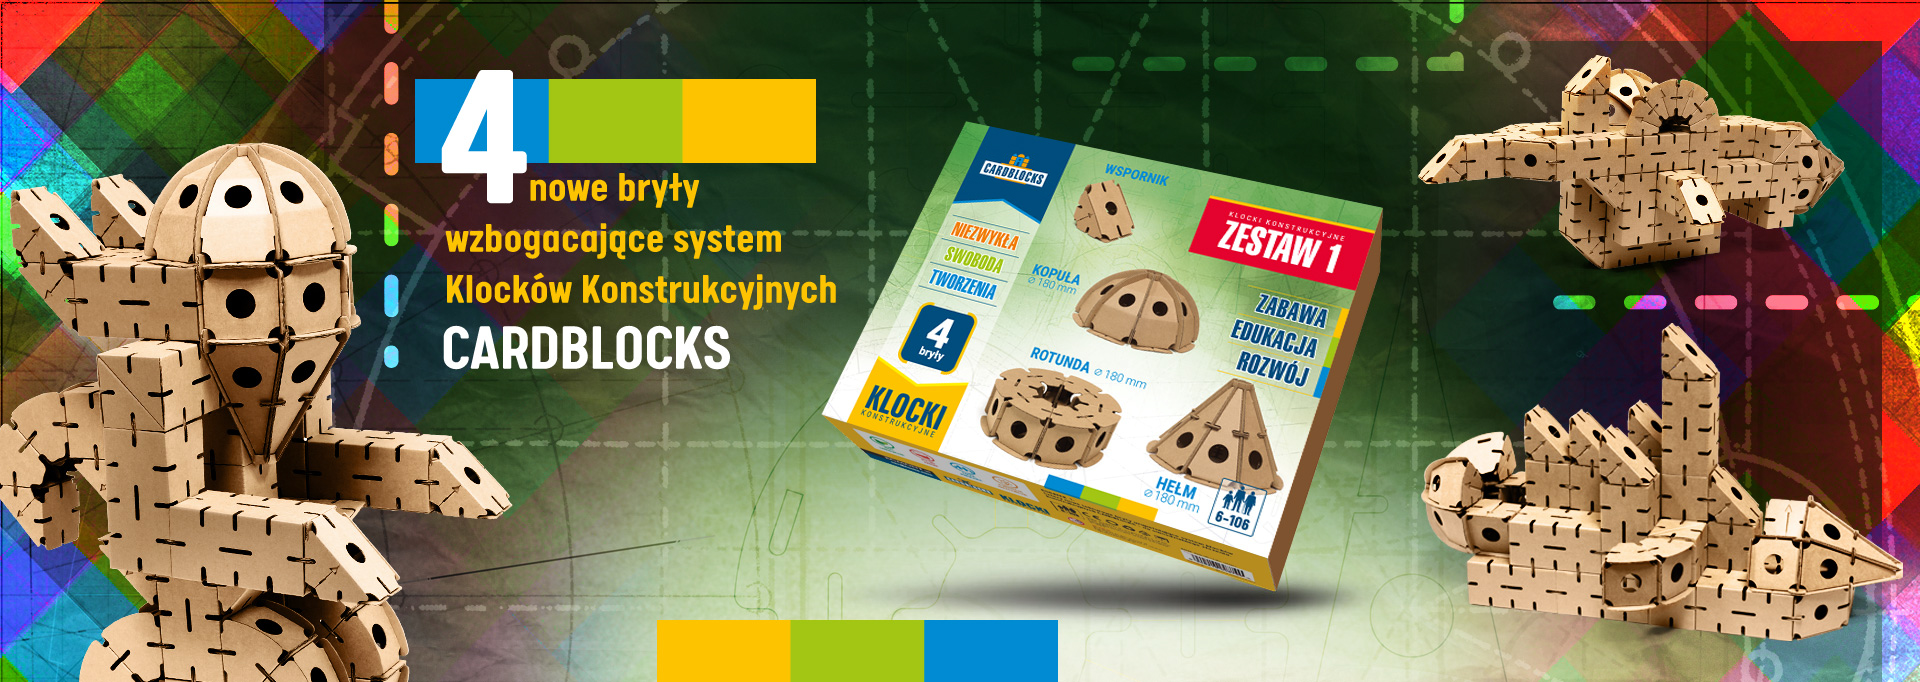 4 nowe bryły
wzbogacające system
Klocków Konstrukcyjnych
CARDBLOCKS
CARDBLOCKS
WSPORNIK
KLOCKI KONSTRUKCYJNE
ZESTAW 1
NIEZWYKŁA
SWOBODA
TWORZENIA
KOPUŁA
⌀ 180 mm
ZABAWA
EDUKACJA
ROZWÓJ
4
bryły
ROTUNDA ⌀ 180 mm
KLOCKI
KONSTRUKCYJNE
HEŁM
⌀ 180 mm
6-106
KLOCKI